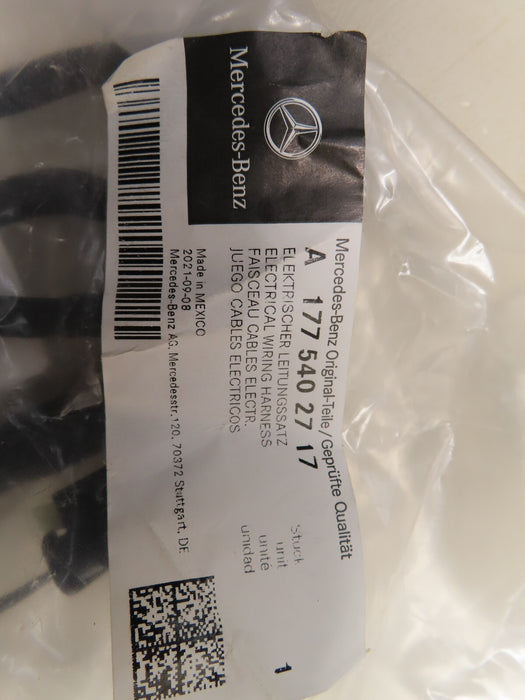 Mercedes-Benz
Mercedes-Benz Original-Teile / Geprüfte Qualität
A 177 540 27 17
ELEKTRISCHER LEITUNGSSATZ
ELECTRICAL WIRING HARNESS
FAISCEAU CABLES ELECTR.
JUEGO CABLES ELECTRICOS
Stück
unit
unité
unidad
1
Made in MEXICO
2021-09-08
Mercedes-Benz AG, Mercedesstr.120, 70372 Stuttgart, DE